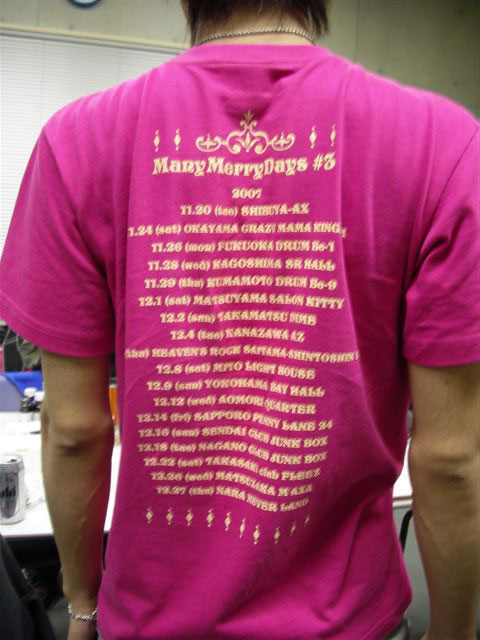 ManyMerryDays #3
2007
11.20 (tue) SHIBUYA-AX
11.24 (sat) OKAYAMA CRAZY MAMA KINGDOM
11.26 (mon) FUKUOKA DRUM Be-1
11.28 (wed) KAGOSHIMA SR HALL
11.29 (thu) KUMAMOTO DRUM Be-9
12.1 (sat) MATSUYAMA SALON KITTY
12.2 (sun) TAKAMATSU DIME
12.4 (tue) KANAZAWA AZ
(thu) HEAVEN'S ROCK SAITAMA-SHINTOSHIN
12.8 (sat) MITO LIGHT HOUSE
12.9 (sun) YOKOHAMA BAY HALL
12.12 (wed) AOMORI QUARTER
12.14 (fri) SAPPORO PENNY LANE 24
12.16 (sun) SENDAI CLUB JUNK BOX
12.18 (tue) NAGANO CLUB JUNK BOX
12.22 (sat) TAKASAKI club FLEEZ
12.26 (wed) MATSUZAKA M'AXA
12.27 (thu) NARA NEVER LAND
Asahi